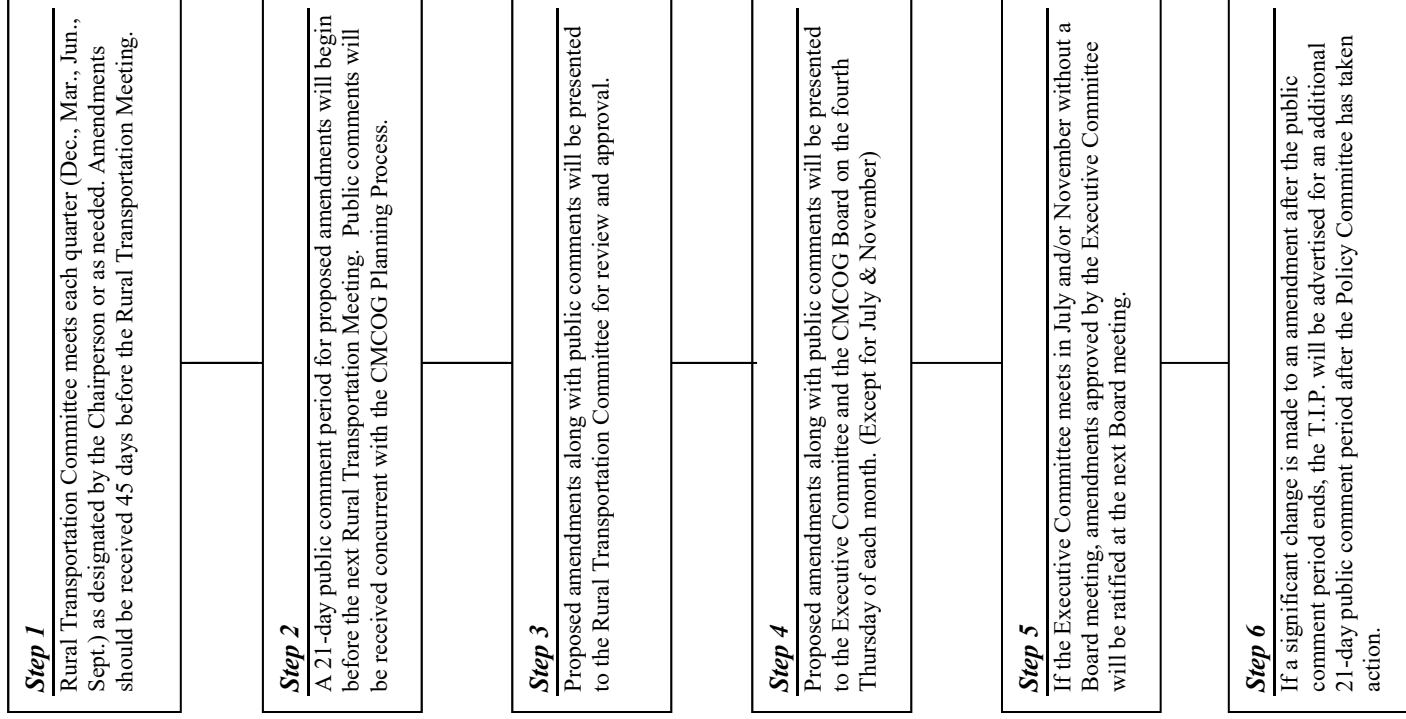 Step 1
Rural Transportation Committee meets each quarter (Dec., Mar., Jun.,
Sept.) as designated by the Chairperson or as needed. Amendments
should be received 45 days before the Rural Transportation Meeting.
Step 2
A 21-day public comment period for proposed amendments will begin
before the next Rural Transportation Meeting. Public comments will
be received concurrent with the CMCOG Planning Process.
Step 3
Proposed amendments along with public comments will be presented
to the Rural Transportation Committee for review and approval.
Step 4
Proposed amendments along with public comments will be presented
to the Executive Committee and the CMCOG Board on the fourth
Thursday of each month. (Except for July & November)
Step 5
If the Executive Committee meets in July and/or November without a
Board meeting, amendments approved by the Executive Committee
will be ratified at the next Board meeting.
Step 6
If a significant change is made to an amendment after the public
comment period ends, the T.I.P. will be advertised for an additional
21-day public comment period after the Policy Committee has taken
action.